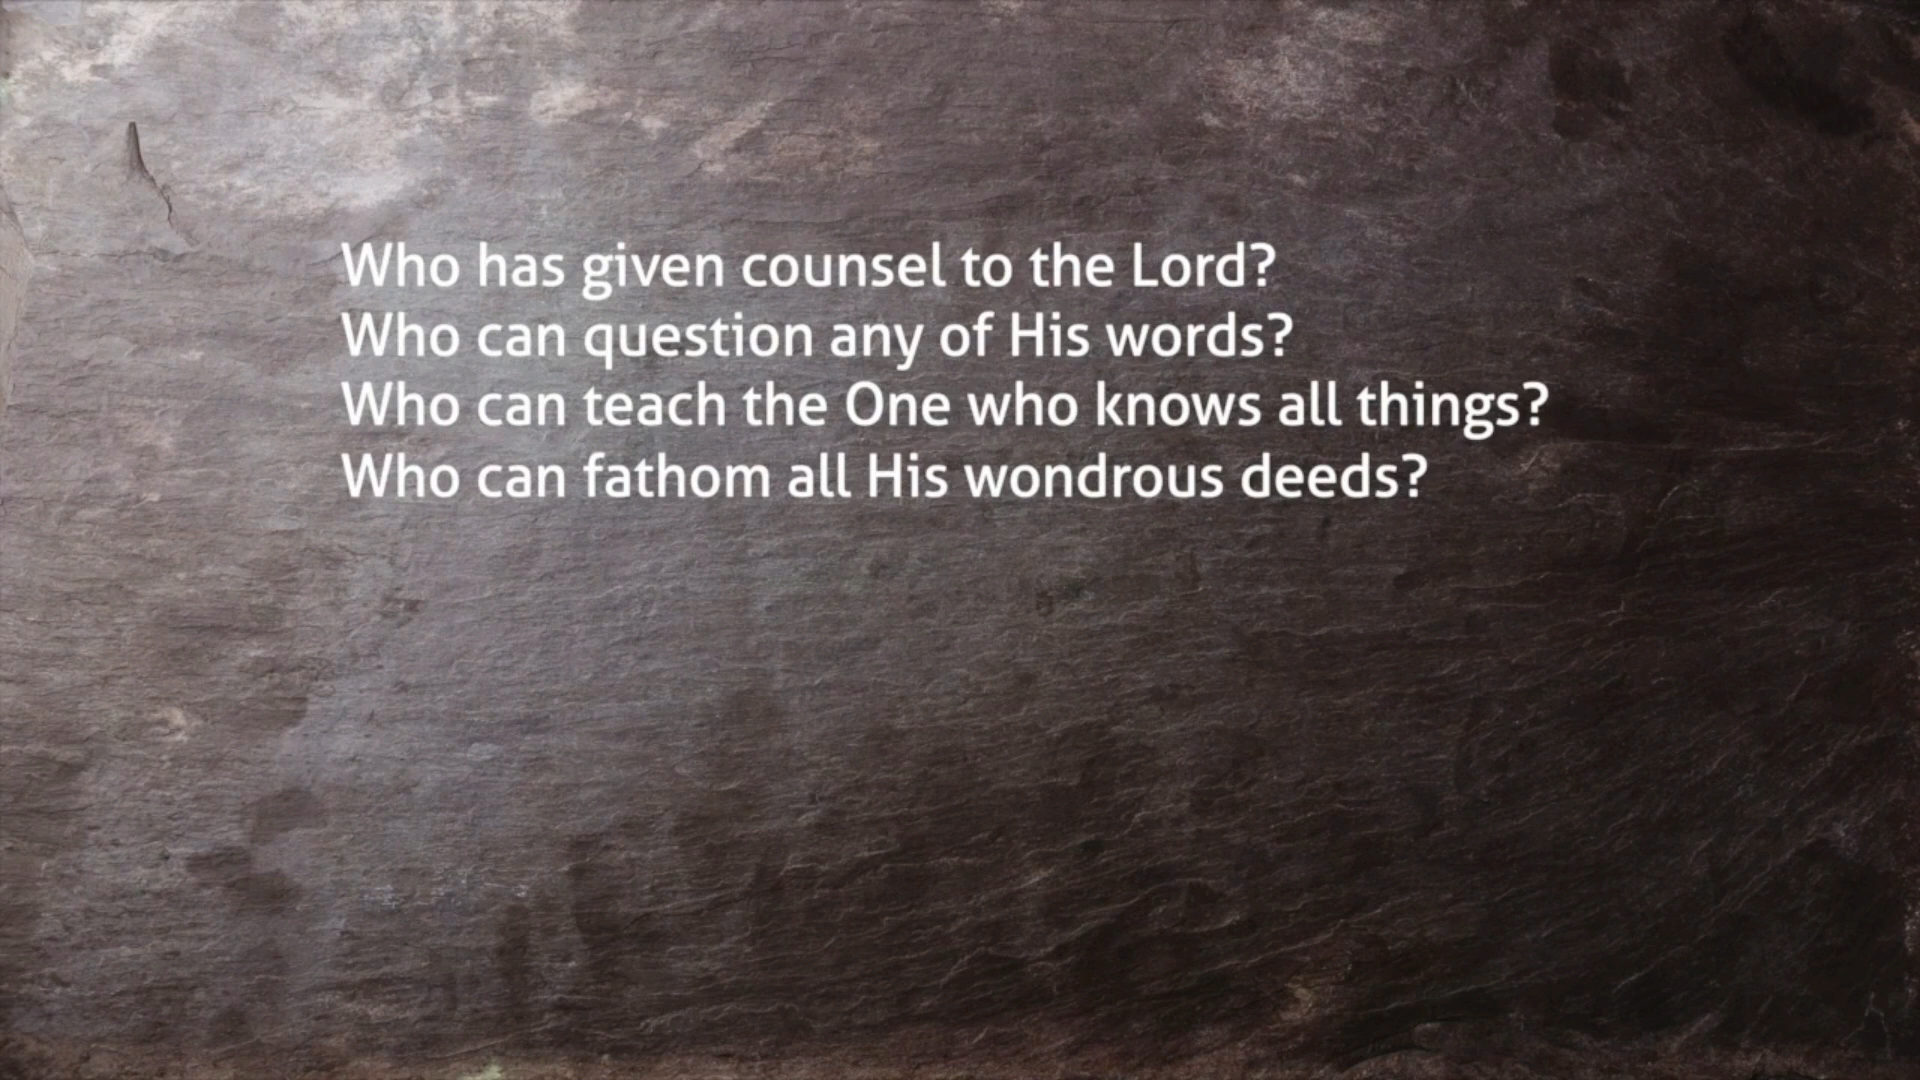 Who has given counsel to the Lord?
Who can question any of His words?
Who can teach the One who knows all things?
Who can fathom all His wondrous deeds?